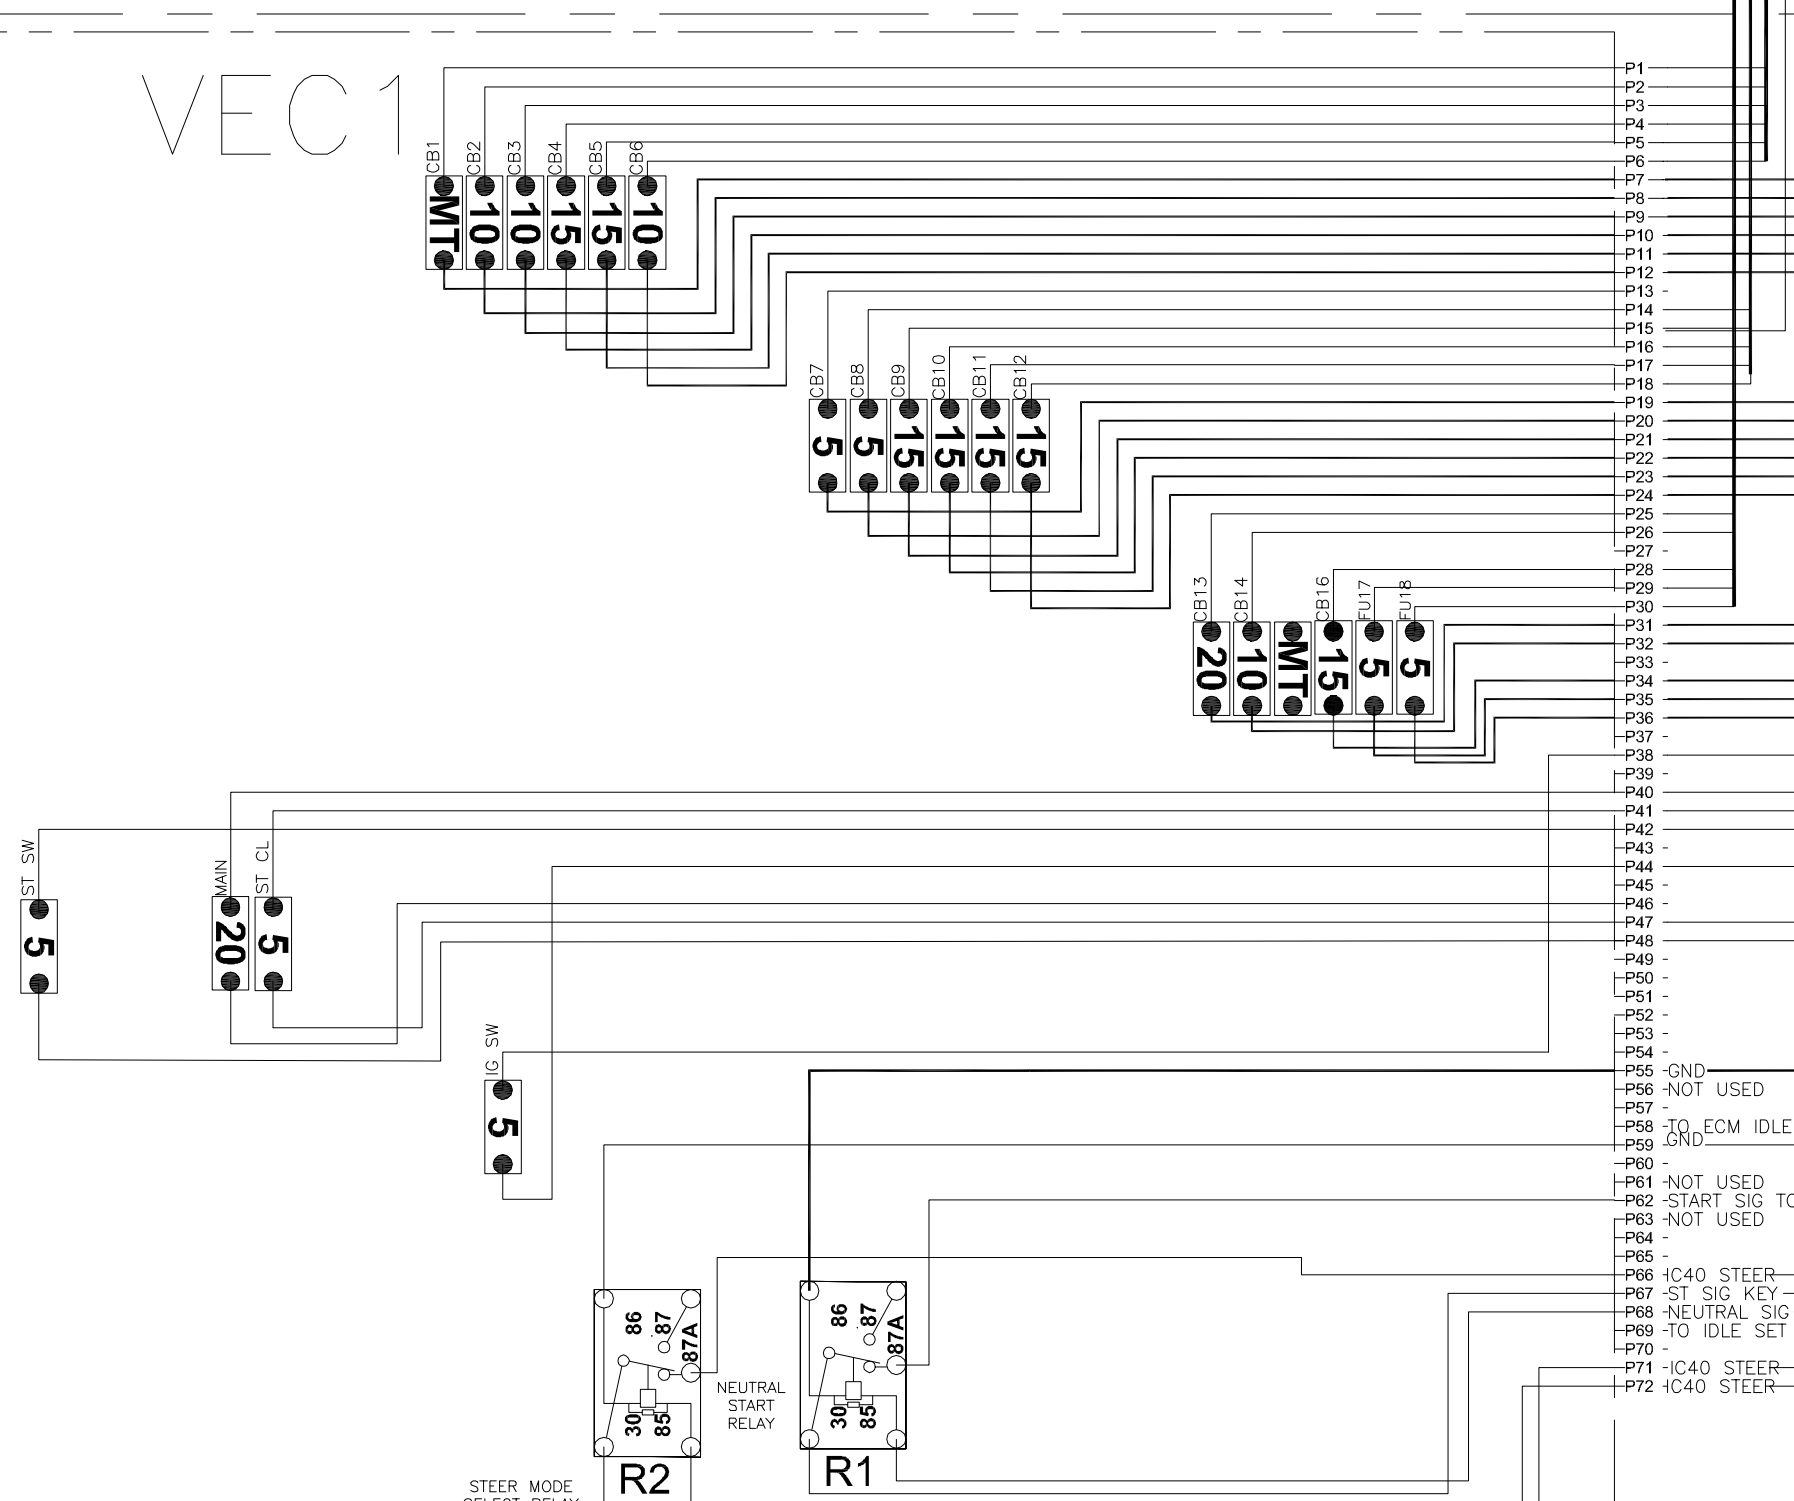 VEC1
CB1
CB2
CB3
CB4
CB5
CB6
MT
10
10
15
15
10
CB7
CB8
CB9
CB10
CB11
CB12
5
5
15
15
15
15
CB13
CB14
CB16
FU17
FU18
20
10
MT
15
5
5
ST SW
MAIN
ST CL
5
20
5
IG SW
5
P1
P2
P3
P4
P5
P6
P7
P8
P9
P10
P11
P12
P13
P14
P15
P16
P17
P18
P19
P20
P21
P22
P23
P24
P25
P26
P27
P28
P29
P30
P31
P32
P33
P34
P35
P36
P37
P38
P39
P40
P41
P42
P43
P44
P45
P46
P47
P48
P49
P50
P51
P52
P53
P54
P55 GND
P56 NOT USED
P57
P58 TO ECM IDLE
P59 GND
P60
P61 NOT USED
P62 START SIG TO
P63 NOT USED
P64
P65
P66 IC40 STEER
P67 ST SIG KEY
P68 NEUTRAL SIG
P69 TO IDLE SET
P70
P71 IC40 STEER
P72 IC40 STEER
86
87
87A
30
85
R2
NEUTRAL
START
RELAY
86
87
87A
30
85
R1
STEER MODE
SELECT RELAY